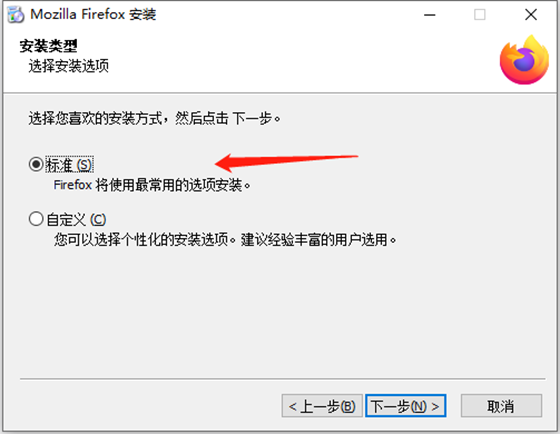 Mozilla Firefox 安装
安装类型
选择安装选项
选择您喜欢的安装方式，然后点击 下一步。
标准 (S)
Firefox 将使用最常用的选项安装。
自定义 (C)
您可以选择个性化的安装选项。建议经验丰富的用户选用。
< 上一步(B) 下一步(N) > 取消